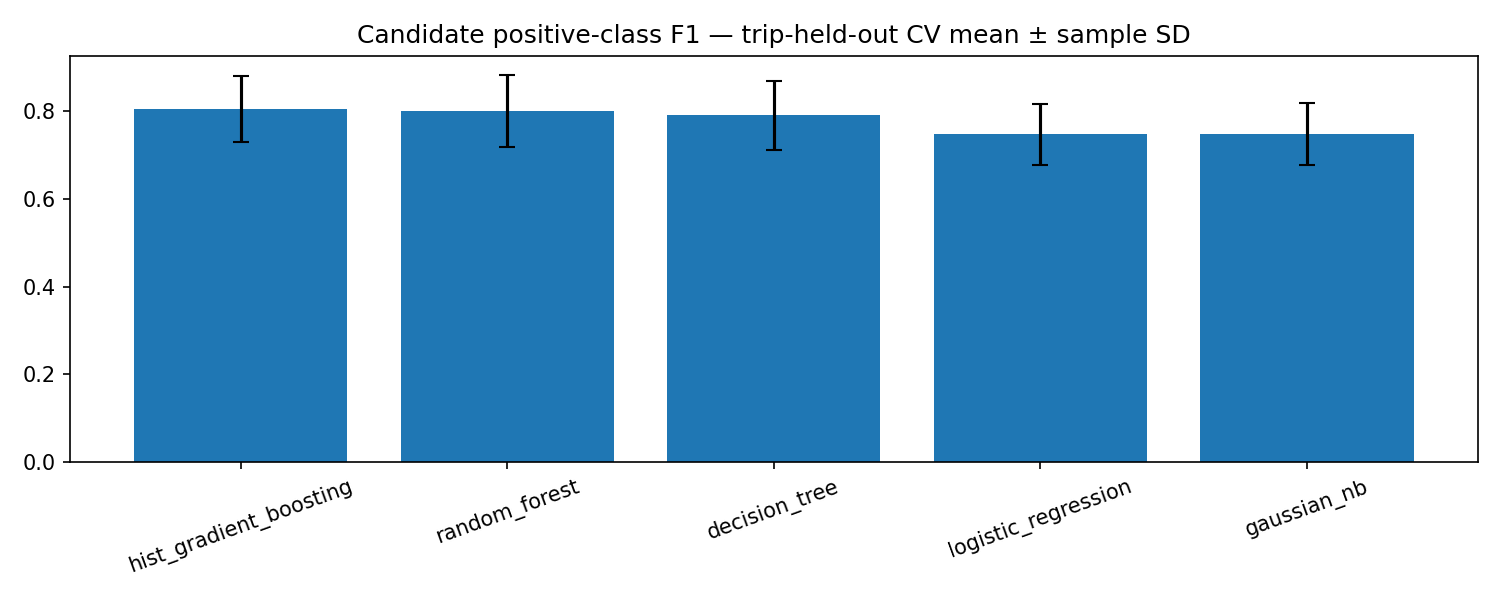 Candidate positive-class F1 — trip-held-out CV mean ± sample SD
0.8
0.6
0.4
0.2
0.0
hist_gradient_boosting
random_forest
decision_tree
logistic_regression
gaussian_nb